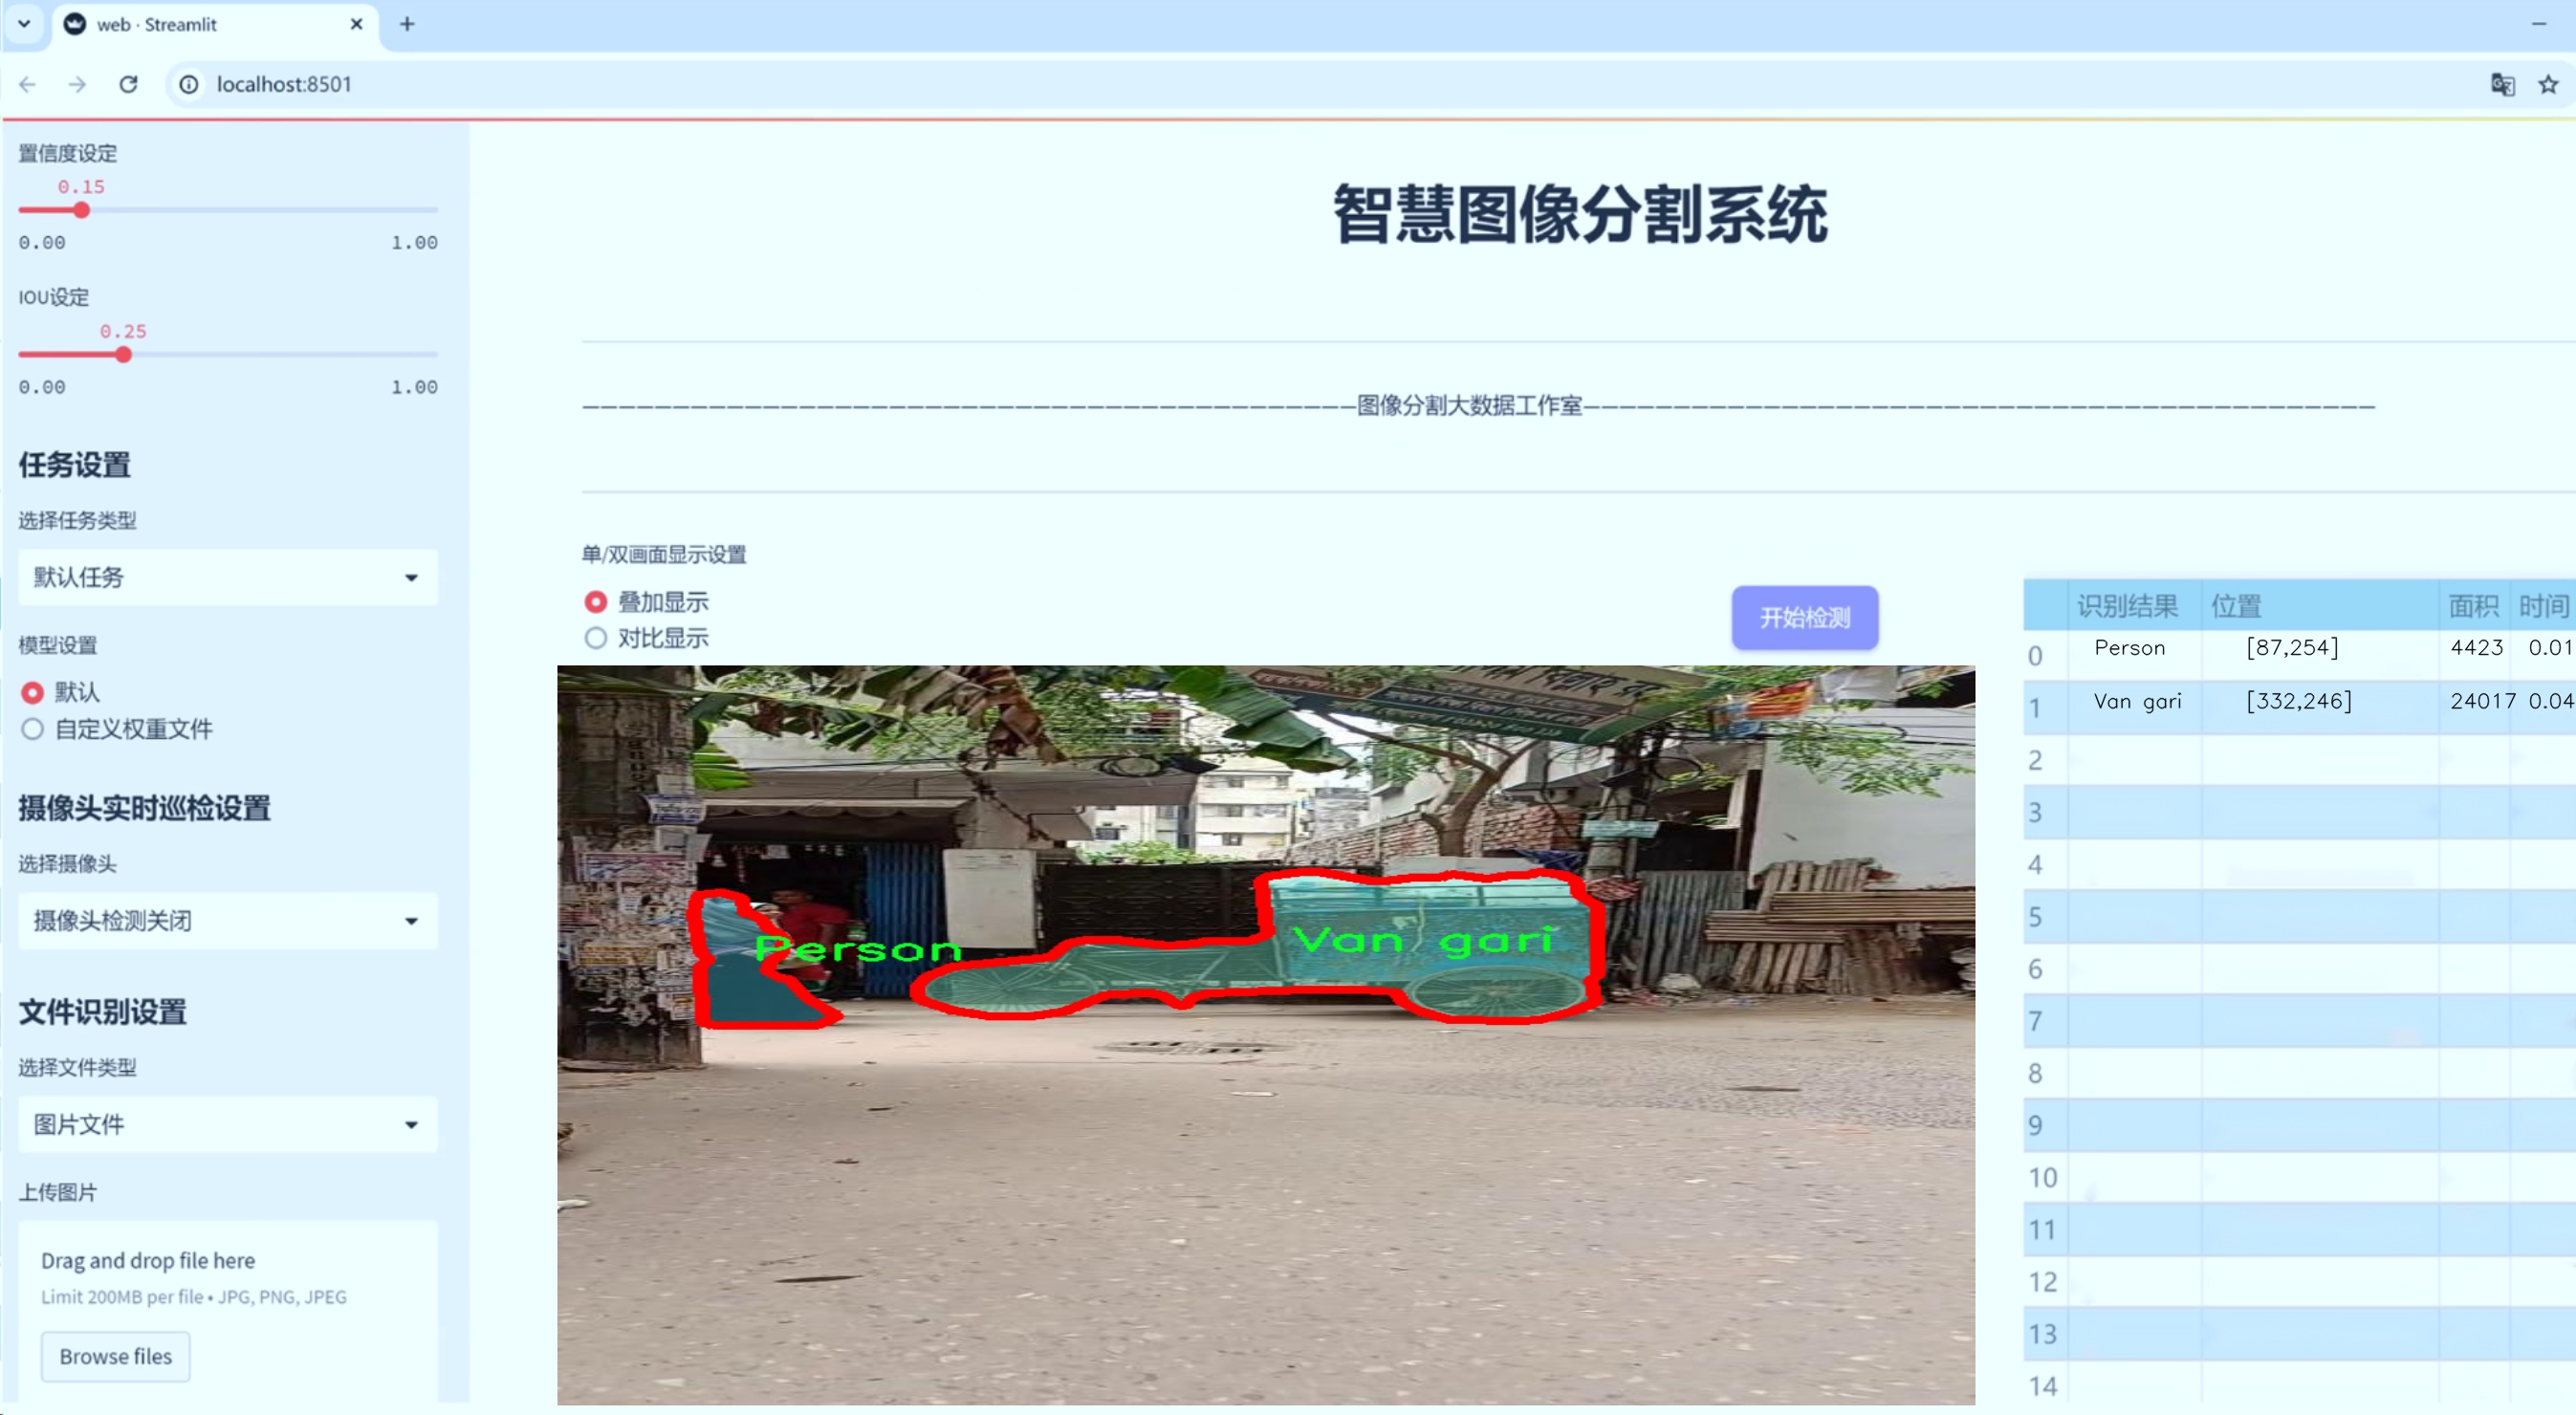 web · Streamlit
localhost:8501
置信度设定
0.15
0.00 1.00
IOU设定
0.25
0.00 1.00
任务设置
选择任务类型
默认任务
模型设置
默认
自定义权重文件
摄像头实时巡检设置
选择摄像头
摄像头检测关闭
文件识别设置
选择文件类型
图片文件
上传图片
Drag and drop file here
Limit 200MB per file • JPG, PNG, JPEG
Browse files
智慧图像分割系统
图像分割大数据工作室
单/双画面显示设置
叠加显示
对比显示
开始检测
Person
Van gari
识别结果 位置 面积 时间
0 Person [87,254] 4423 0.01
1 Van gari [332,246] 24017 0.04
2
3
4
5
6
7
8
9
10
11
12
13
14